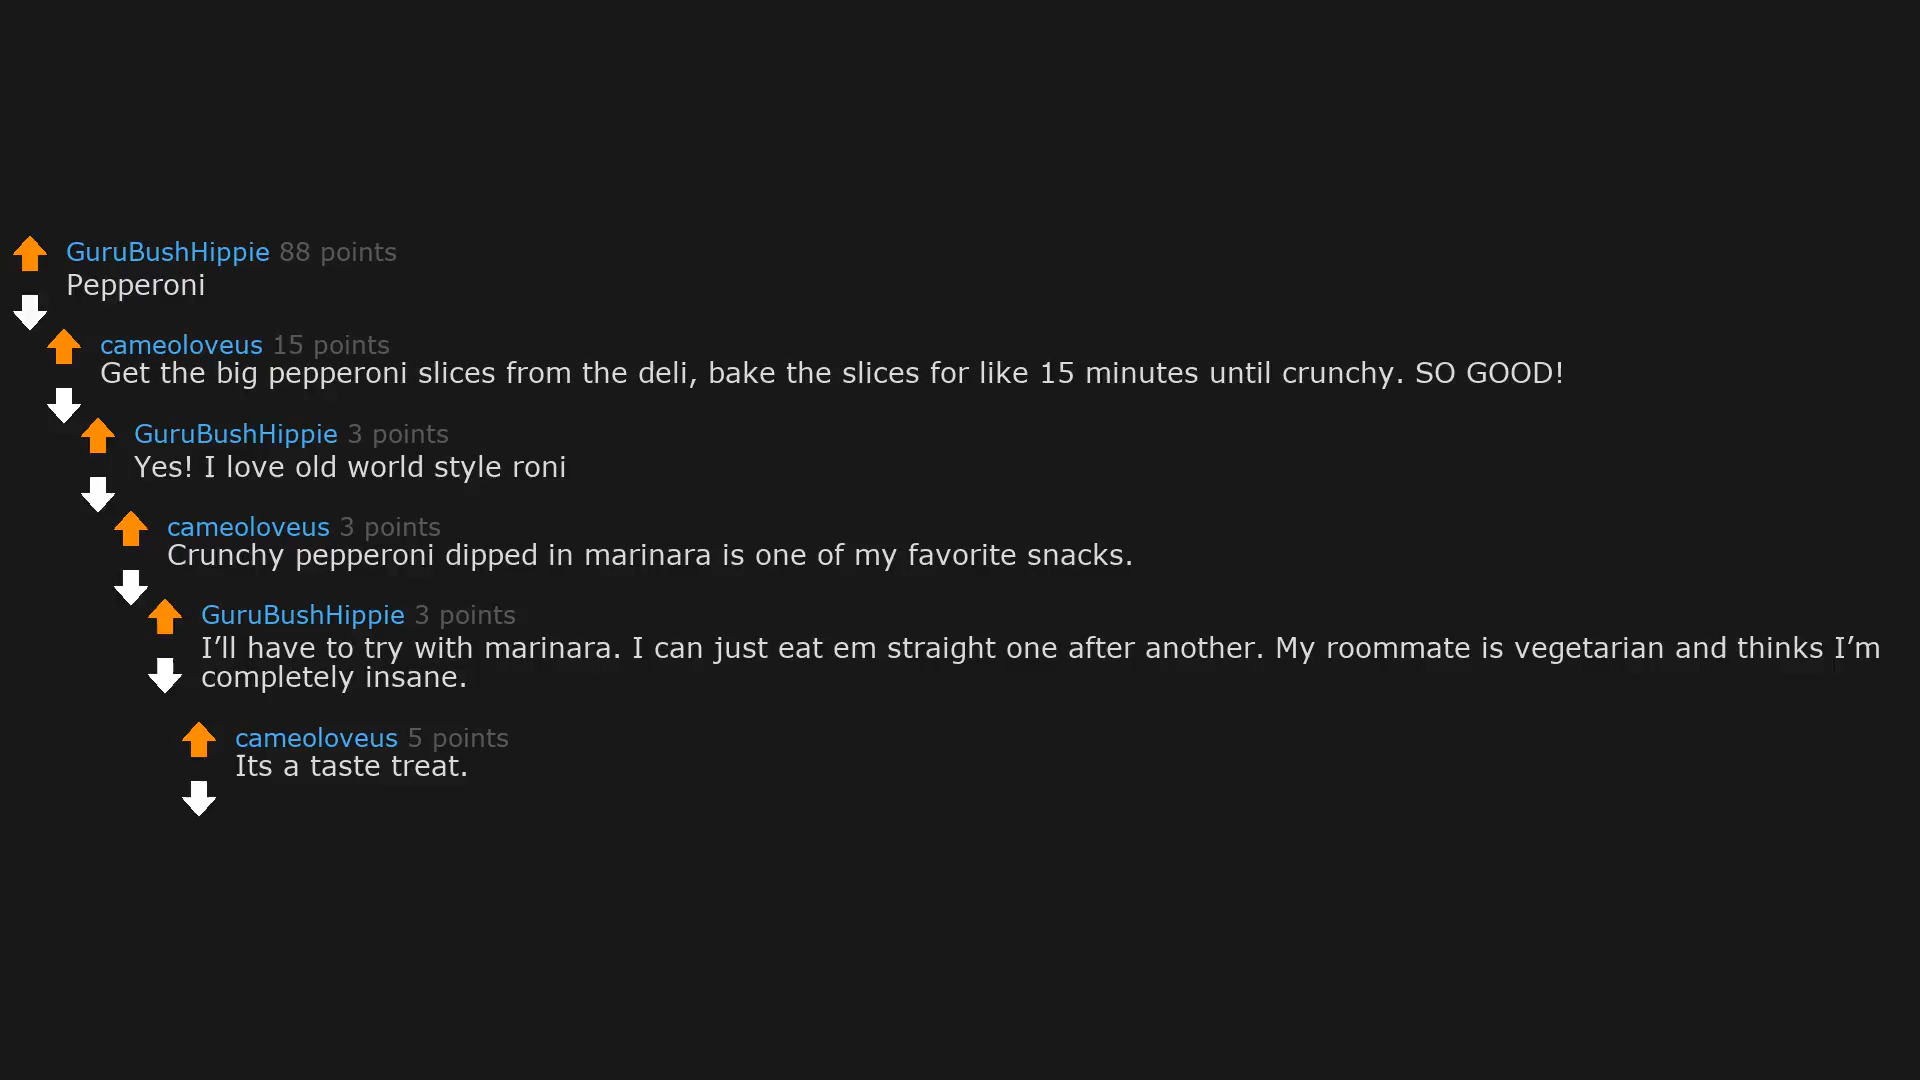 GuruBushHippie 88 points
Pepperoni
cameoloveus 15 points
Get the big pepperoni slices from the deli, bake the slices for like 15 minutes until crunchy. SO GOOD!
GuruBushHippie 3 points
Yes! I love old world style roni
cameoloveus 3 points
Crunchy pepperoni dipped in marinara is one of my favorite snacks.
GuruBushHippie 3 points
I’ll have to try with marinara. I can just eat em straight one after another. My roommate is vegetarian and thinks I’m
completely insane.
cameoloveus 5 points
Its a taste treat.